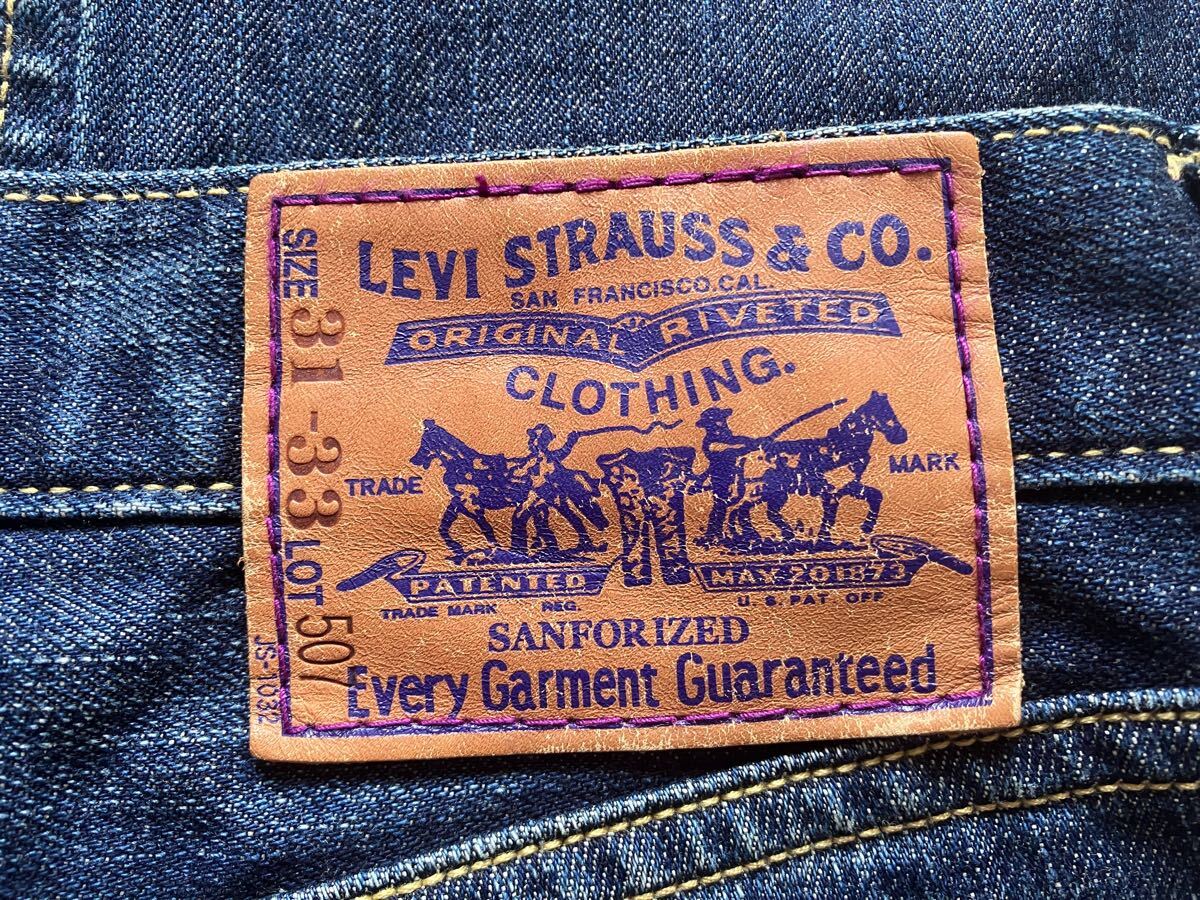 LEVI STRAUSS & CO.
SAN FRANCISCO, CAL.
ORIGINAL RIVETED
CLOTHING.
TRADE MARK
PATENTED MAY 20 1873
TRADE MARK REG. U. S. PAT. OFF
SANFORIZED
Every Garment Guaranteed
SIZE 31-33 LOT 507
JS-1032